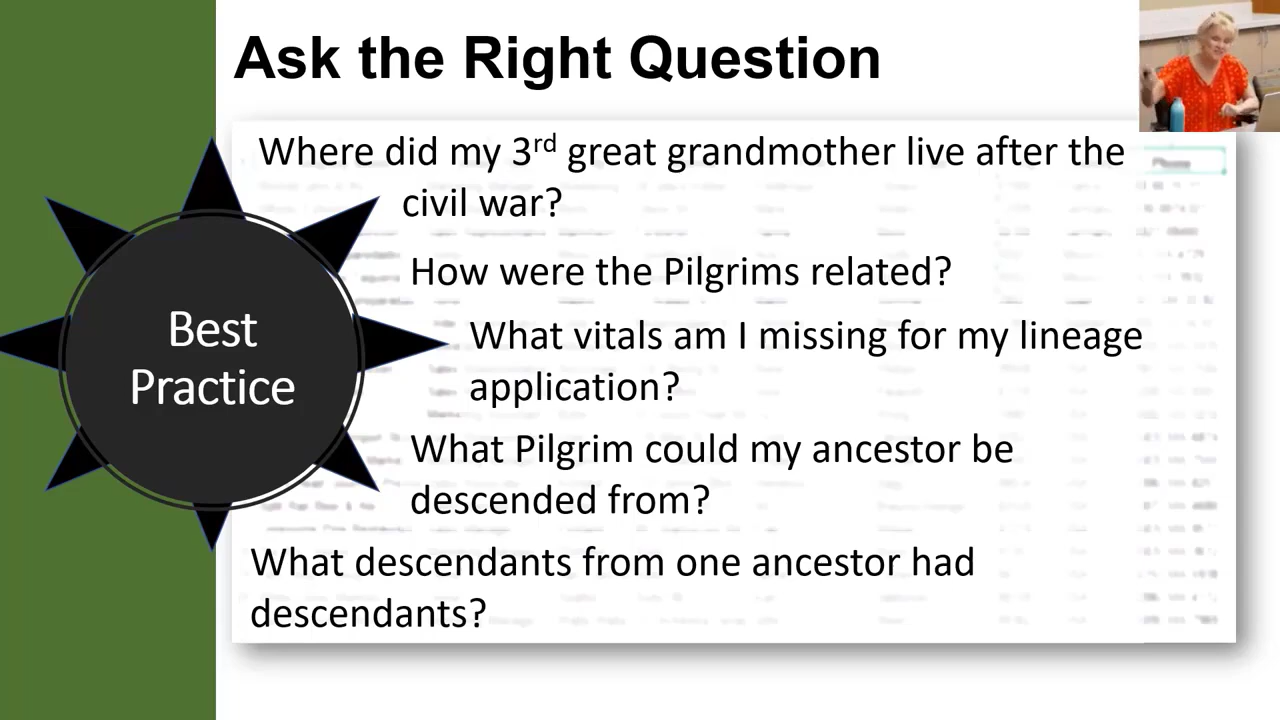 Ask the Right Question
Where did my 3rd great grandmother live after the
civil war?
How were the Pilgrims related?
What vitals am I missing for my lineage
application?
What Pilgrim could my ancestor be
descended from?
What descendants from one ancestor had
descendants?
Best
Practice